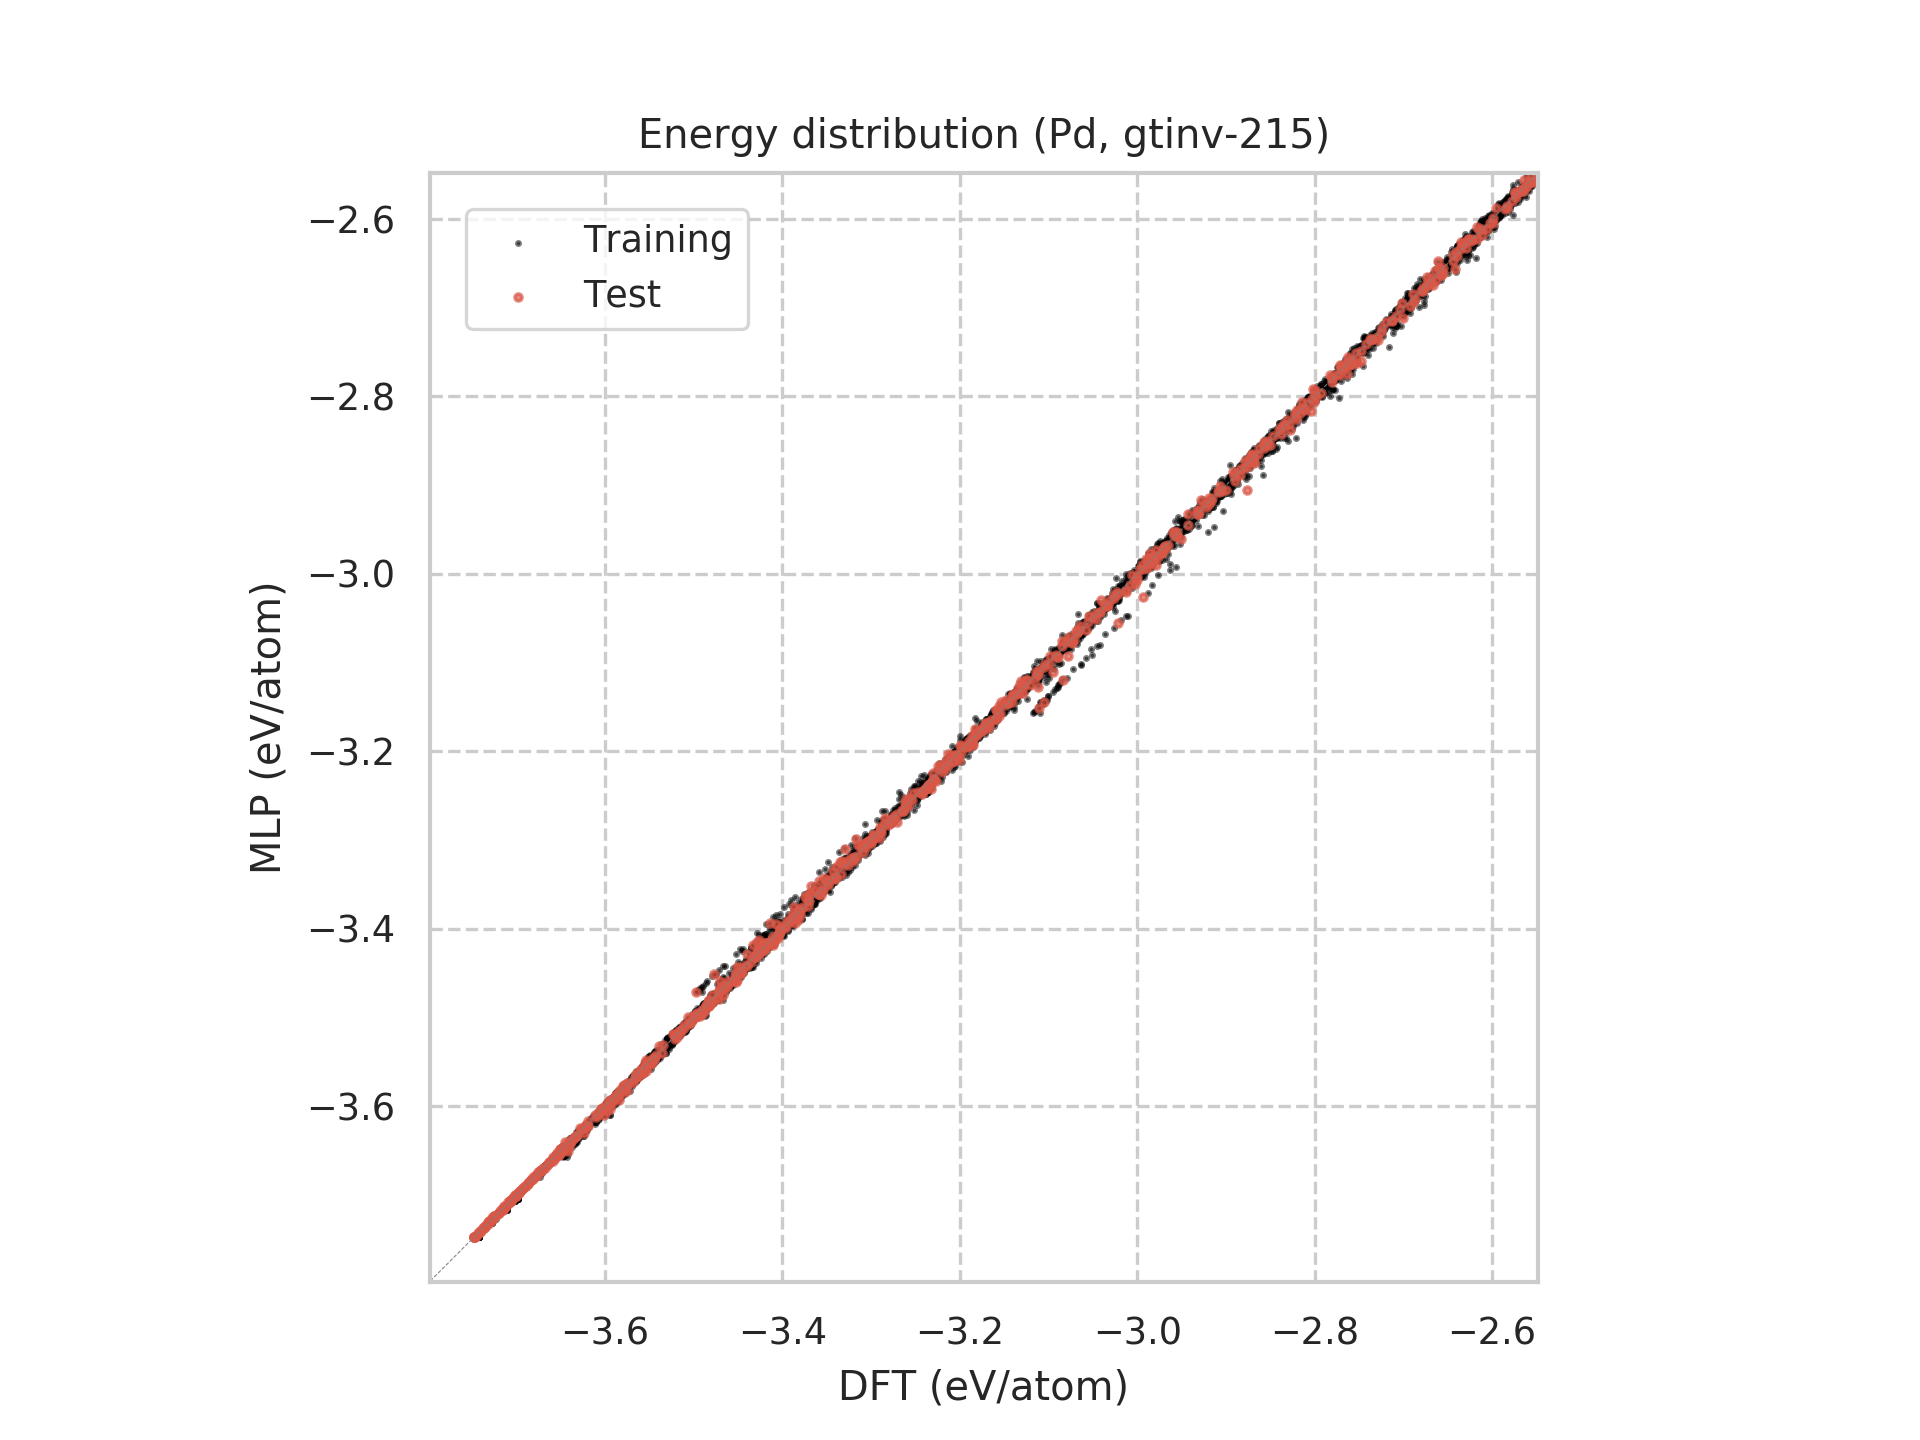 Energy distribution (Pd, gtinv-215)
Training
Test
MLP (eV/atom)
−2.6
−2.8
−3.0
−3.2
−3.4
−3.6
−3.6 −3.4 −3.2 −3.0 −2.8 −2.6
DFT (eV/atom)